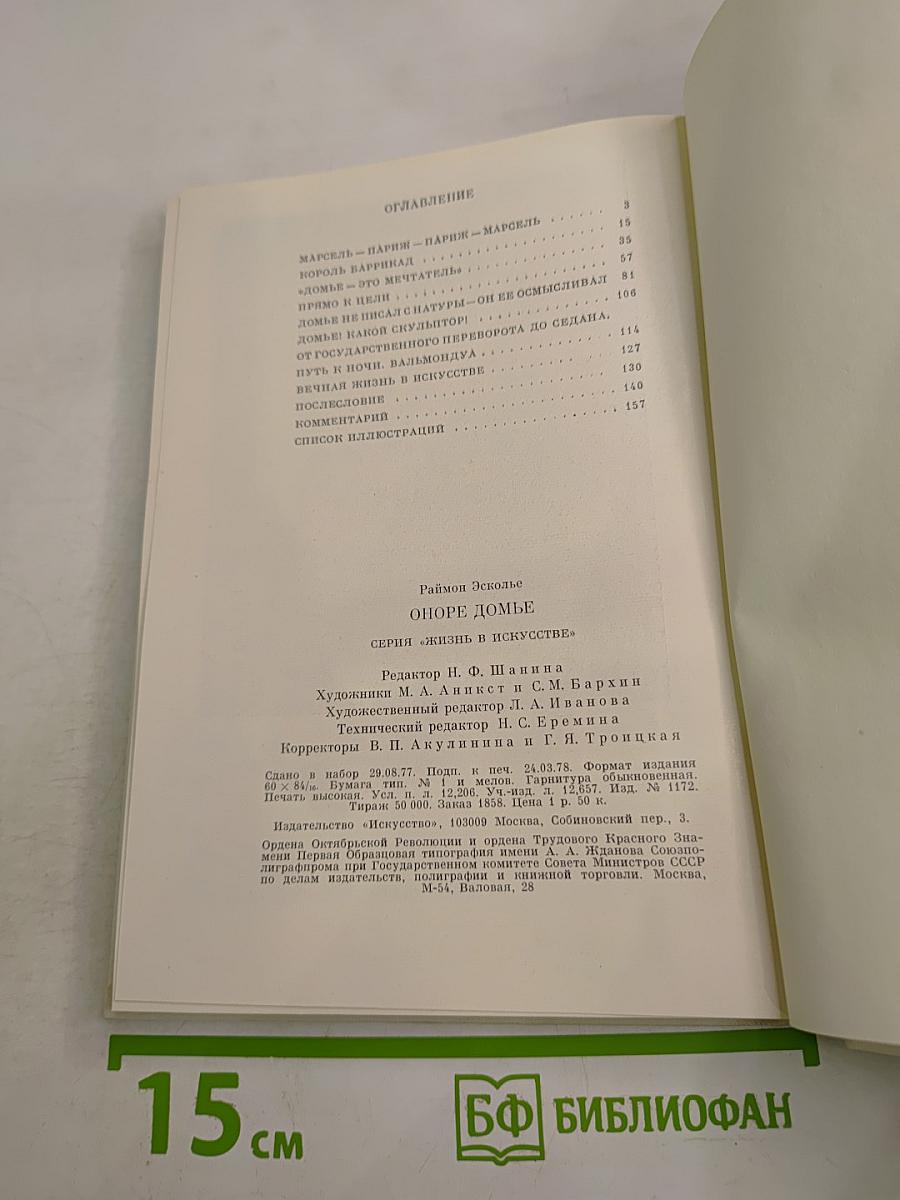 ОГЛАВЛЕНИЕ
МАРСЕЛЬ — ПАРИЖ — ПАРИЖ — МАРСЕЛЬ . . . . . . 3
КОРОЛЬ БАРРИКАД . . . . . . . . . . . . . . . . 15
«ДОМЬЕ — ЭТО МЕЧТАТЕЛЬ» . . . . . . . . . . . . 35
ПРЯМО К ЦЕЛИ . . . . . . . . . . . . . . . . . . 57
ДОМЬЕ НЕ ПИСАЛ С НАТУРЫ — ОН ЕЕ ОСМЫСЛИВАЛ 81
ДОМЬЕ! КАКОЙ СКУЛЬПТОР! . . . . . . . . . . . . 106
ОТ ГОСУДАРСТВЕННОГО ПЕРЕВОРОТА ДО СЕДАНА.
ПУТЬ К НОЧИ. ВАЛЬМОНДУА . . . . . . . . . . . . 114
ВЕЧНАЯ ЖИЗНЬ В ИСКУССТВЕ . . . . . . . . . . . 127
ПОСЛЕСЛОВИЕ . . . . . . . . . . . . . . . . . . 130
КОММЕНТАРИЙ . . . . . . . . . . . . . . . . . . 140
СПИСОК ИЛЛЮСТРАЦИЙ . . . . . . . . . . . . . . 157
Раймон Эсколье
ОНОРЕ ДОМЬЕ
СЕРИЯ «ЖИЗНЬ В ИСКУССТВЕ»
Редактор Н. Ф. Шанина
Художники М. А. Аникст и С. М. Бархин
Художественный редактор Л. А. Иванова
Технический редактор Н. С. Еремина
Корректоры В. П. Акулинина и Г. Я. Троицкая
Сдано в набор 29.08.77. Подп. к печ. 24.03.78. Формат издания
60 × 84/16. Бумага тип. № 1 и мелов. Гарнитура обыкновенная.
Печать высокая. Усл. п. л. 12,206. Уч.-изд. л. 12,657. Изд. № 1172.
Тираж 50 000. Заказ 1858. Цена 1 р. 50 к.
Издательство «Искусство», 103009 Москва, Собиновский пер., 3.
Ордена Октябрьской Революции и ордена Трудового Красного Зна-
мени Первая Образцовая типография имени А. А. Жданова Союзпо-
лиграфпрома при Государственном комитете Совета Министров СССР
по делам издательств, полиграфии и книжной торговли. Москва,
М-54, Валовая, 28
15 см
БФ БИБЛИОФАН